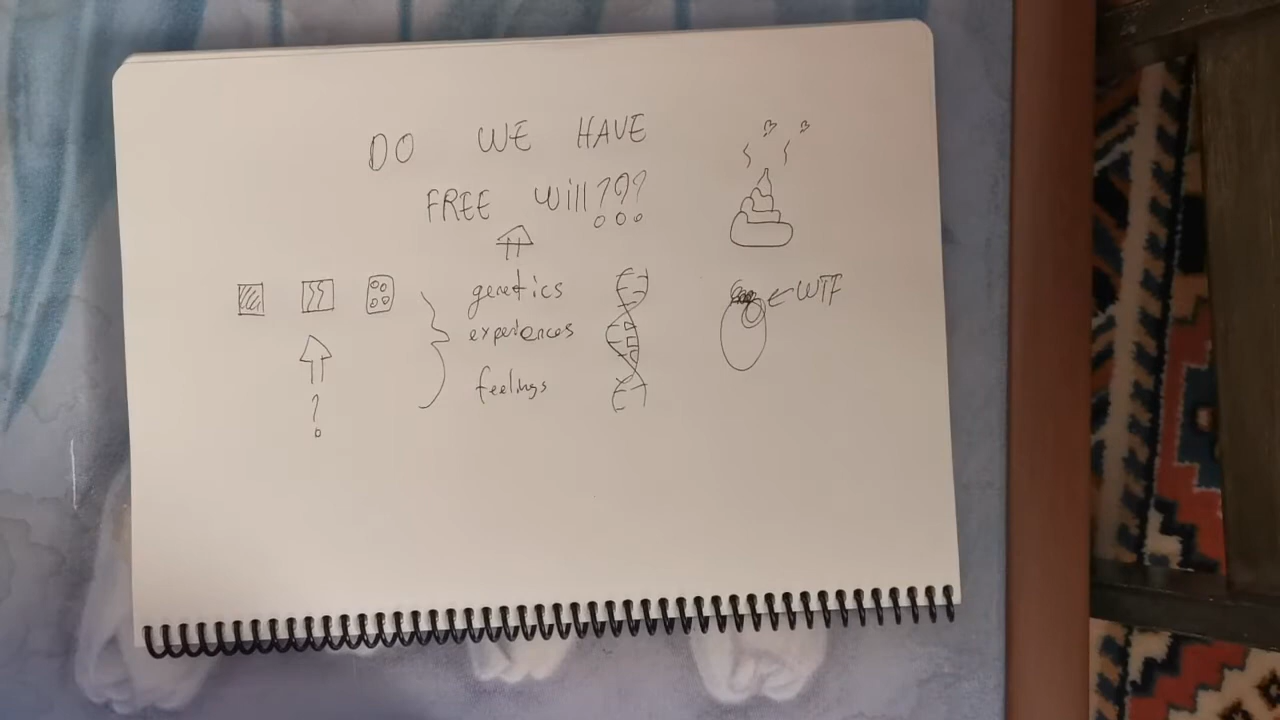 DO WE HAVE
FREE Will???
genetics
experiences
feelings
?
WTF